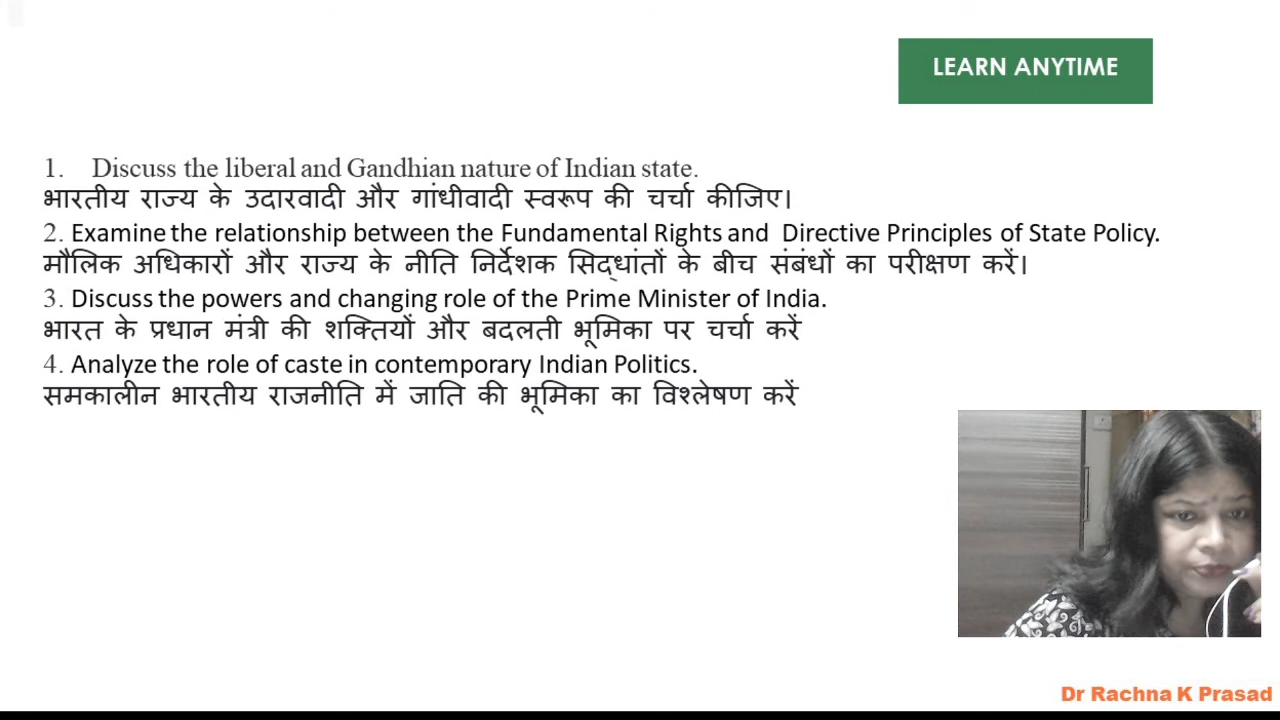 LEARN ANYTIME
1. Discuss the liberal and Gandhian nature of Indian state.
भारतीय राज्य के उदारवादी और गांधीवादी स्वरूप की चर्चा कीजिए।
2. Examine the relationship between the Fundamental Rights and Directive Principles of State Policy.
मौलिक अधिकारों और राज्य के नीति निर्देशक सिद्धांतों के बीच संबंधों का परीक्षण करें।
3. Discuss the powers and changing role of the Prime Minister of India.
भारत के प्रधान मंत्री की शक्तियों और बदलती भूमिका पर चर्चा करें
4. Analyze the role of caste in contemporary Indian Politics.
समकालीन भारतीय राजनीति में जाति की भूमिका का विश्लेषण करें
Dr Rachna K Prasad